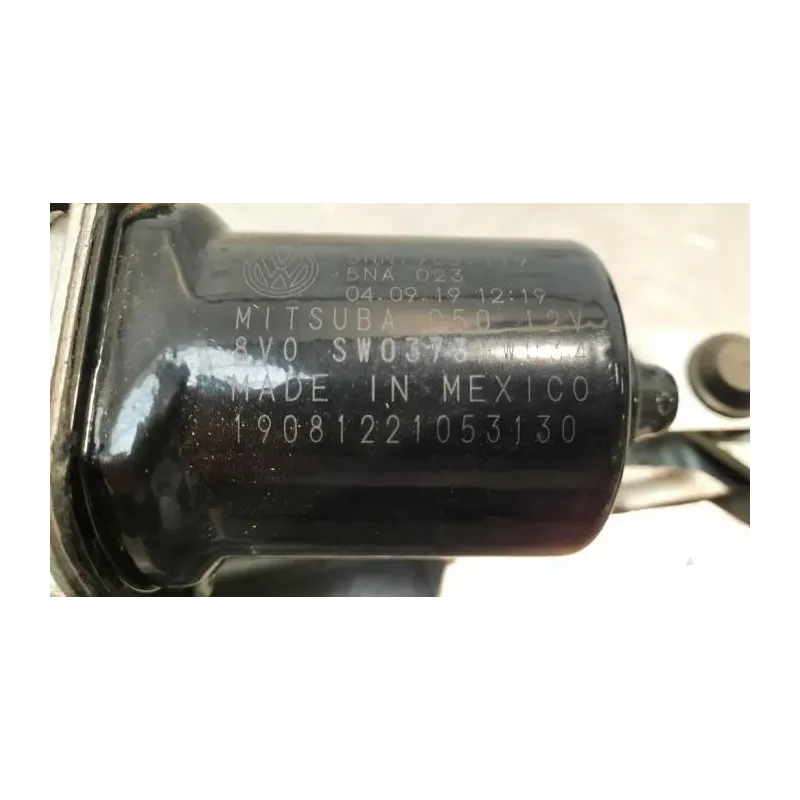 5NA 023
04.09.19 12:19
MITSUBA 050 12V
8V0
MADE IN MEXICO
19081221053130